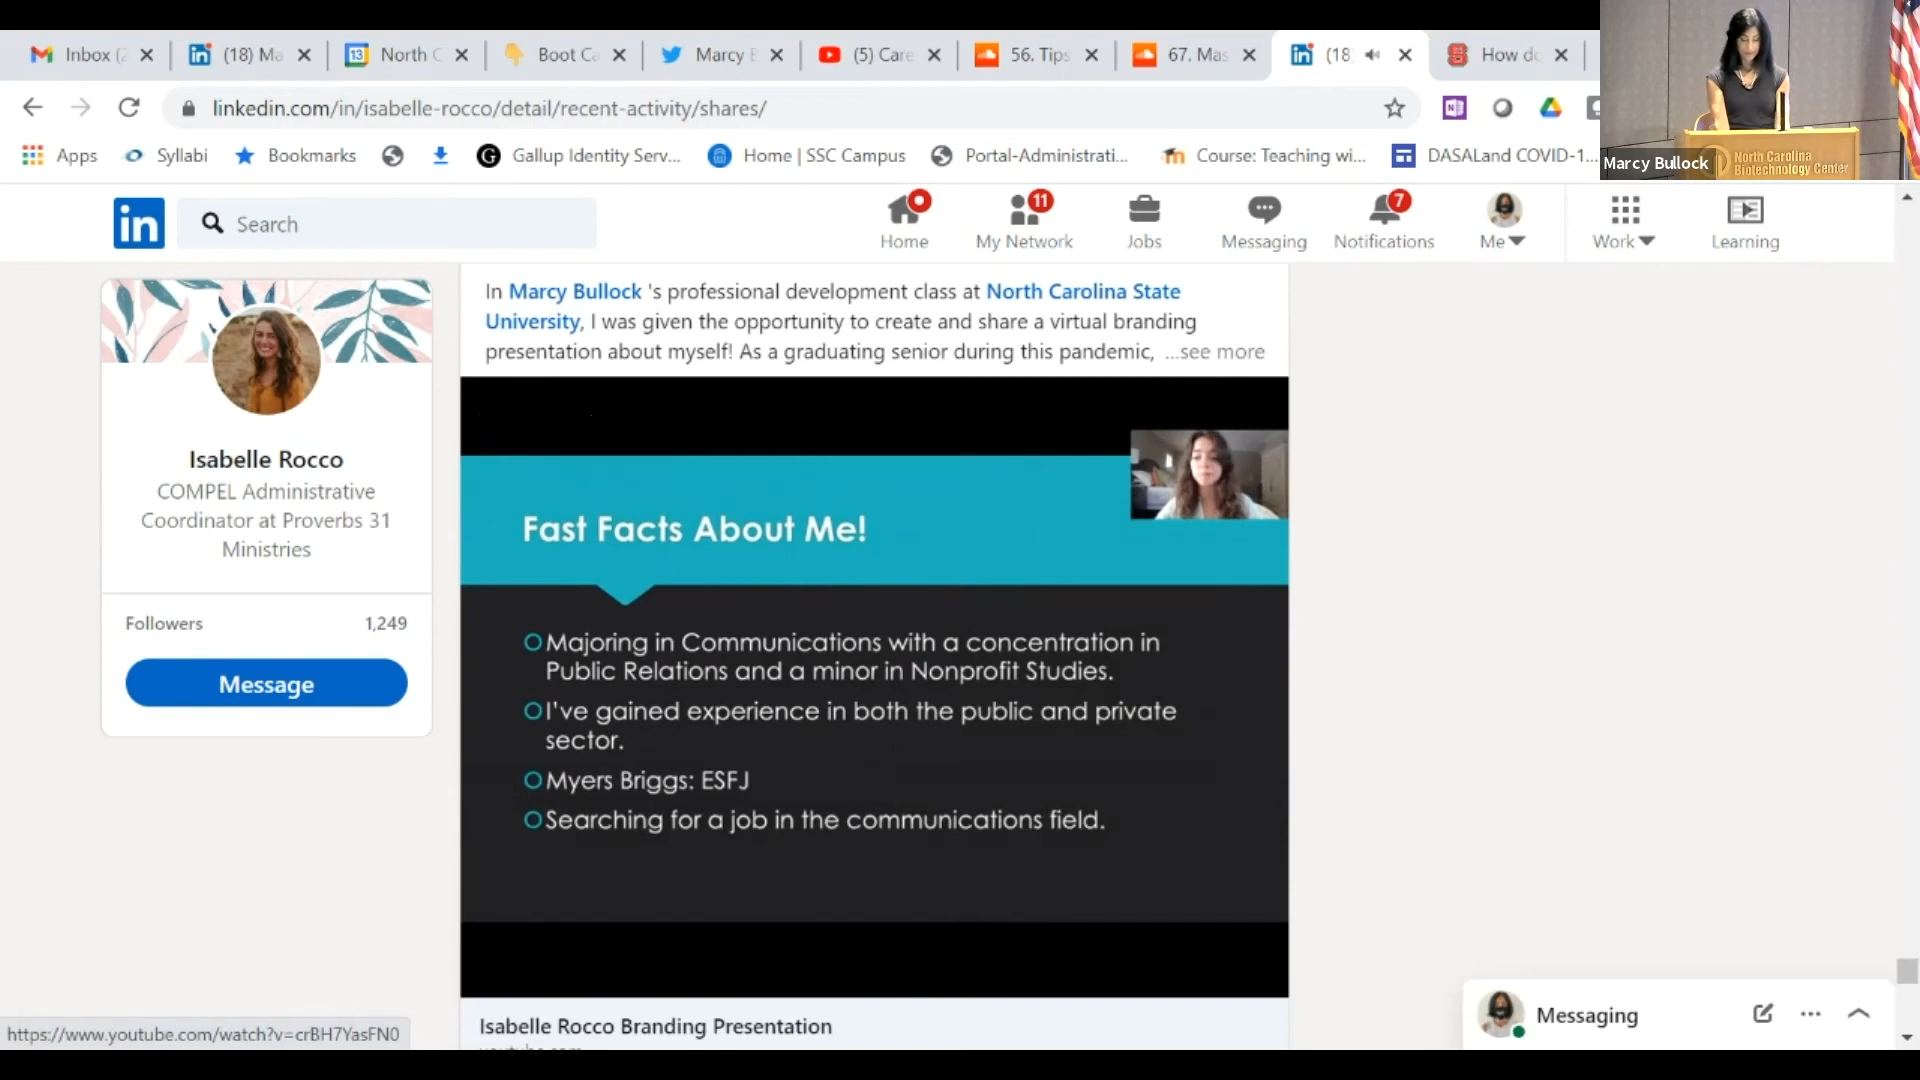 Inbox (2
(18) Ma
13
North C
Boot Ca
Marcy B
(5) Care
56. Tips
67. Mas
(18
How do
linkedin.com/in/isabelle-rocco/detail/recent-activity/shares/
Apps
Syllabi
Bookmarks
G
Gallup Identity Serv...
Home | SSC Campus
Portal-Administrati...
Course: Teaching wi...
DASALand COVID-1...
Marcy Bullock
North Carolina
Biotechnology Center
in
Search
Home
11
My Network
Jobs
Messaging
7
Notifications
Me
Work
Learning
In Marcy Bullock 's professional development class at North Carolina State
University, I was given the opportunity to create and share a virtual branding
presentation about myself! As a graduating senior during this pandemic, ...see more
Isabelle Rocco
COMPEL Administrative
Coordinator at Proverbs 31
Ministries
Followers 1,249
Message
Fast Facts About Me!
Majoring in Communications with a concentration in
Public Relations and a minor in Nonprofit Studies.
I've gained experience in both the public and private
sector.
Myers Briggs: ESFJ
Searching for a job in the communications field.
Isabelle Rocco Branding Presentation
https://www.youtube.com/watch?v=crBH7YasFN0
Messaging